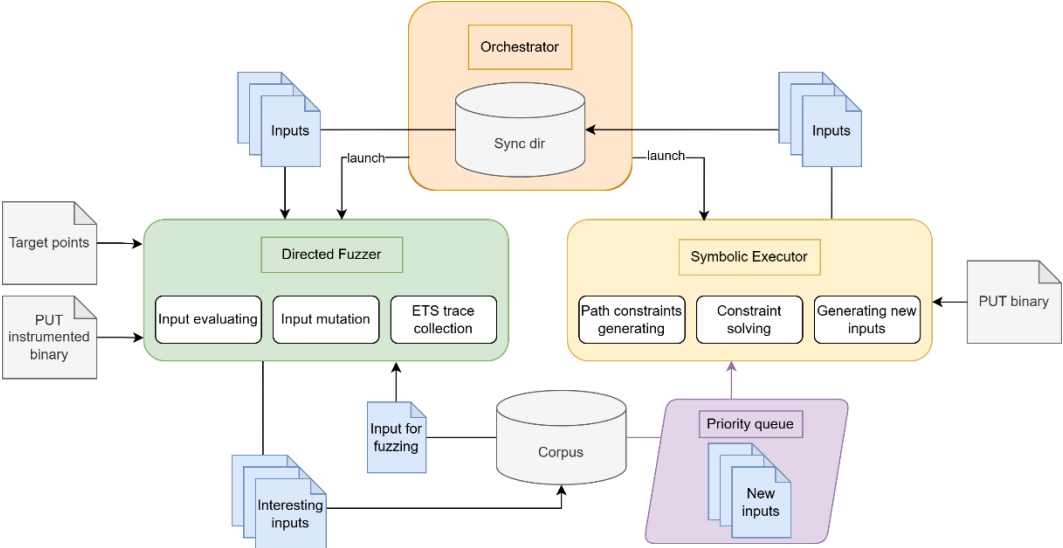 Orchestrator
Inputs
Sync dir
Inputs
launch
launch
Target points
Directed Fuzzer
Symbolic Executor
Input evaluating
Input mutation
ETS trace
collection
Path constraints
generating
Constraint
solving
Generating new
inputs
PUT
instrumented
binary
PUT binary
Input for
fuzzing
Corpus
Priority queue
New
inputs
Interesting
inputs